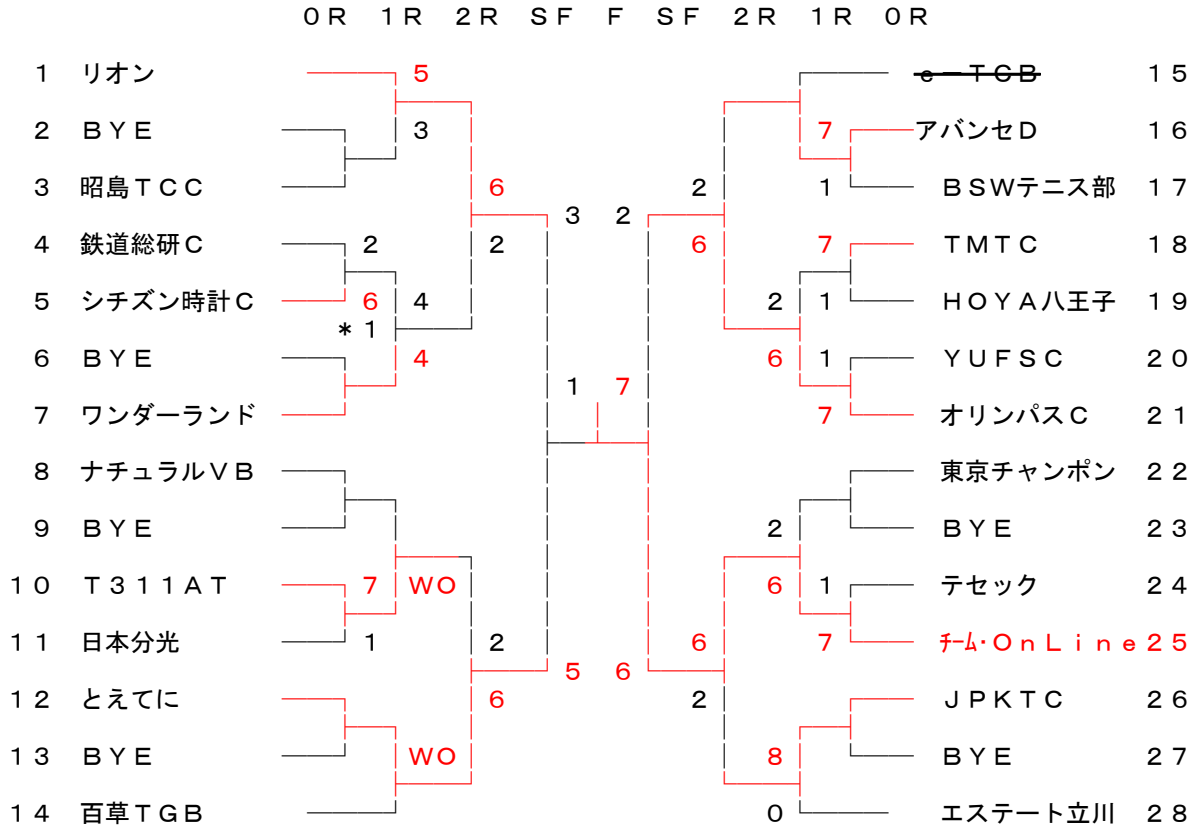 0R 1R 2R SF F SF 2R 1R 0R
1 リオン 5 e-TCB 15
2 BYE 3 7 アバンセD 16
3 昭島TCC 6 2 1 BSWテニス部 17
3 2
4 鉄道総研C 2 2 6 7 TMTC 18
5 シチズン時計C 6 4 2 1 HOYA八王子 19
* 1
6 BYE 4 6 1 YUFSC 20
1 7
7 ワンダーランド 7 オリンパスC 21
8 ナチュラルVB 東京チャンポン 22
9 BYE 2 BYE 23
10 T311AT 7 WO 6 1 テセック 24
11 日本分光 1 2 6 7 チーム・OnLine 25
5 6
12 とえてに 6 2 JPKTC 26
13 BYE WO 8 BYE 27
14 百草TGB 0 エステート立川 28